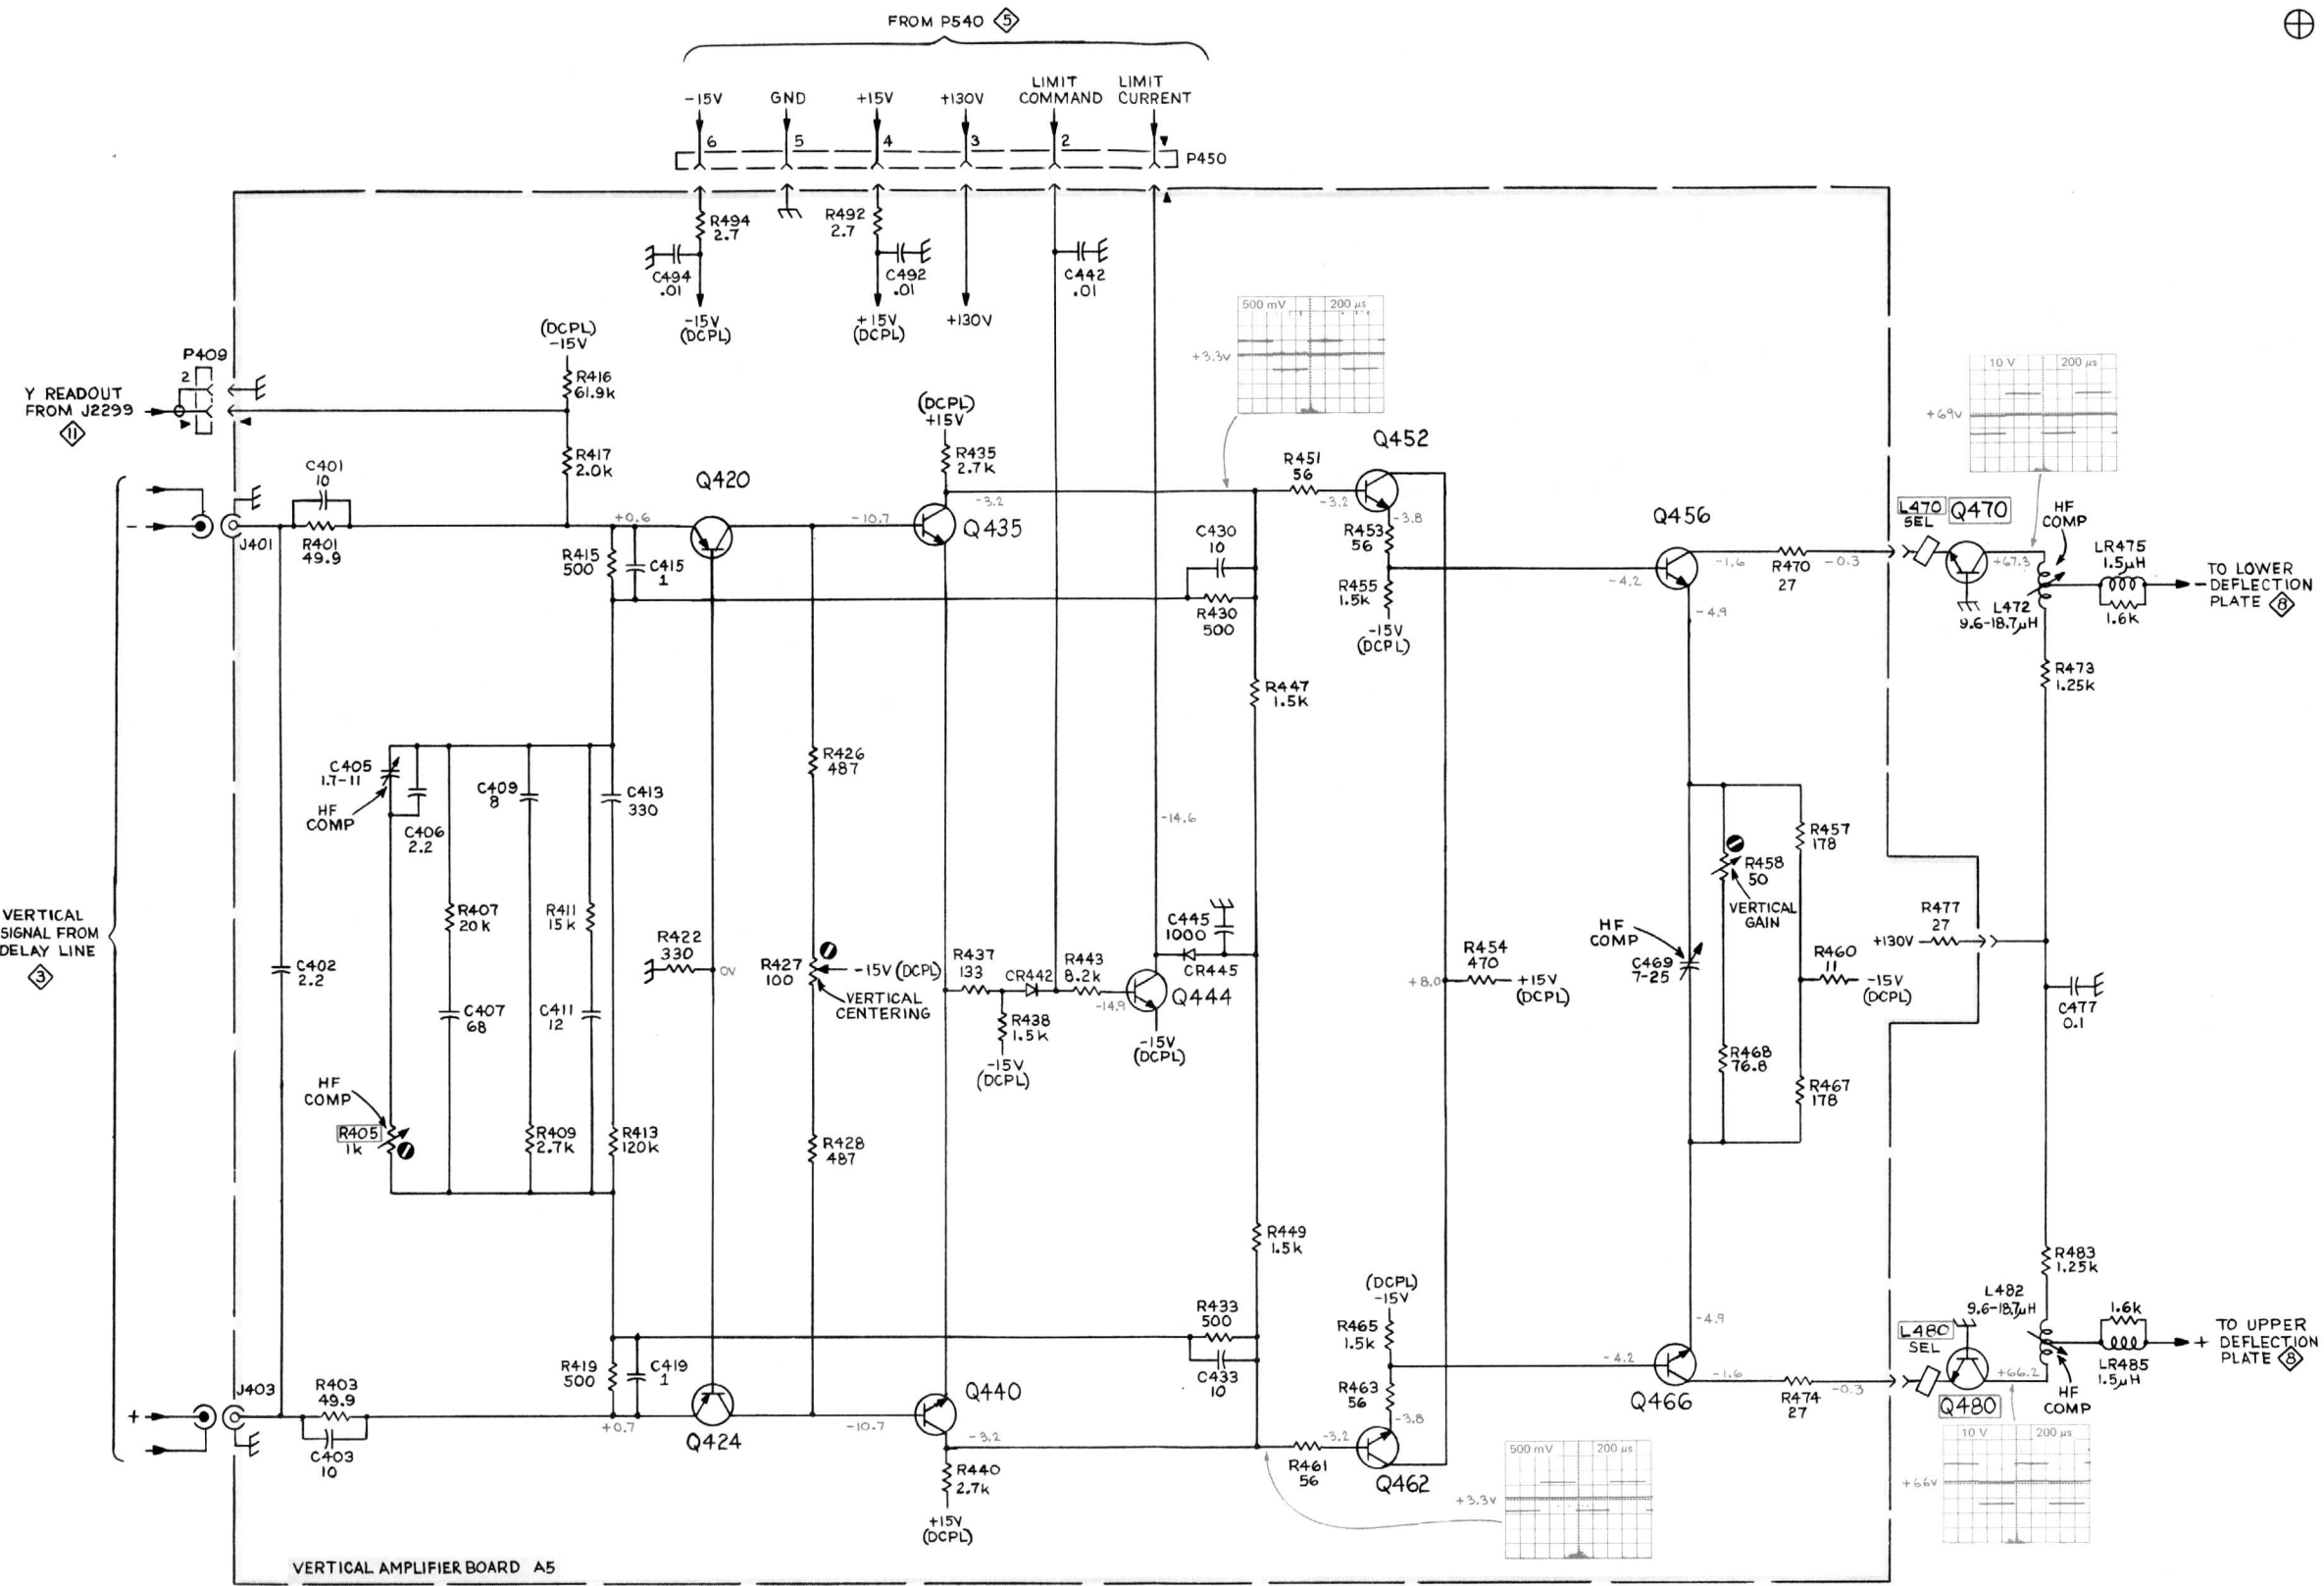 FROM P540 5
-15V
GND
+15V
+130V
LIMIT
COMMAND
LIMIT
CURRENT
6
5
4
3
2
P450
R494
2.7
C494
.01
-15V
(DCPL)
R492
2.7
C492
.01
+15V
(DCPL)
+130V
C442
.01
500 mV
200 µs
+3.3V
10 V
200 µs
+69V
(DCPL)
-15V
R416
61.9k
R417
2.0k
P409
2
Y READOUT
FROM J2299
11
(DCPL)
+15V
R435
2.7k
-3.2
C401
10
R401
49.9
J401
-
+0.6
Q420
-10.7
Q435
R415
500
C415
1
C430
10
R430
500
R451
56
-3.2
Q452
-3.8
R453
56
R455
1.5k
-15V
(DCPL)
Q456
-4.2
-4.9
-1.6
R470
27
-0.3
L470
SEL
Q470
+67.3
HF
COMP
L472
9.6-18.7µH
LR475
1.5µH
1.6k
TO LOWER
- DEFLECTION
PLATE 8
R473
1.25k
R447
1.5k
C405
1.7-11
HF
COMP
C406
2.2
C409
8
C413
330
R426
487
-14.6
R457
178
R458
50
VERTICAL
GAIN
VERTICAL
SIGNAL FROM
DELAY LINE
3
C402
2.2
R407
20k
C407
68
R411
15k
C411
12
R422
330
0V
R427
100
-15V (DCPL)
VERTICAL
CENTERING
R437
133
CR442
R438
1.5k
-15V
(DCPL)
R443
8.2k
-14.9
Q444
-15V
(DCPL)
C445
1000
CR445
+8.0
R454
470
+15V
(DCPL)
HF
COMP
C469
7-25
R460
11
-15V
(DCPL)
R477
27
+130V
C477
0.1
HF
COMP
R405
1k
R409
2.7k
R413
120k
R428
487
R468
76.8
R467
178
R449
1.5k
R483
1.25k
R433
500
C433
10
(DCPL)
-15V
R465
1.5k
R463
56
-3.8
-4.9
-4.2
Q466
-1.6
R474
27
-0.3
L480
SEL
Q480
+66.2
L482
9.6-18.7µH
HF
COMP
1.6k
LR485
1.5µH
TO UPPER
+ DEFLECTION
PLATE 8
J403
+
R403
49.9
C403
10
R419
500
C419
1
+0.7
Q424
-10.7
Q440
-3.2
R440
2.7k
+15V
(DCPL)
R461
56
-3.2
Q462
500 mV
200 µs
+3.3V
10 V
200 µs
+66V
VERTICAL AMPLIFIER BOARD A5